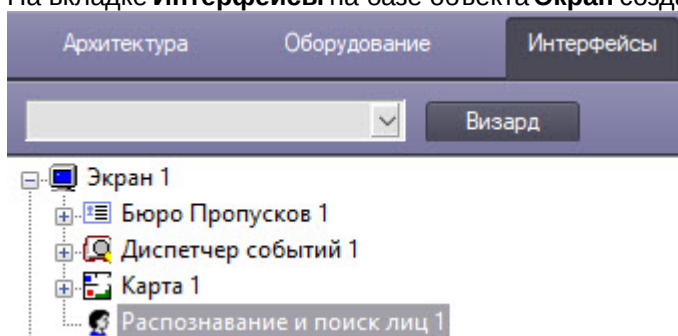 На вкладке Интерфейсы на базе объекта Экран созда
Архитектура Оборудование Интерфейсы
Визард
Экран 1
Бюро Пропусков 1
Диспетчер событий 1
Карта 1
Распознавание и поиск лиц 1